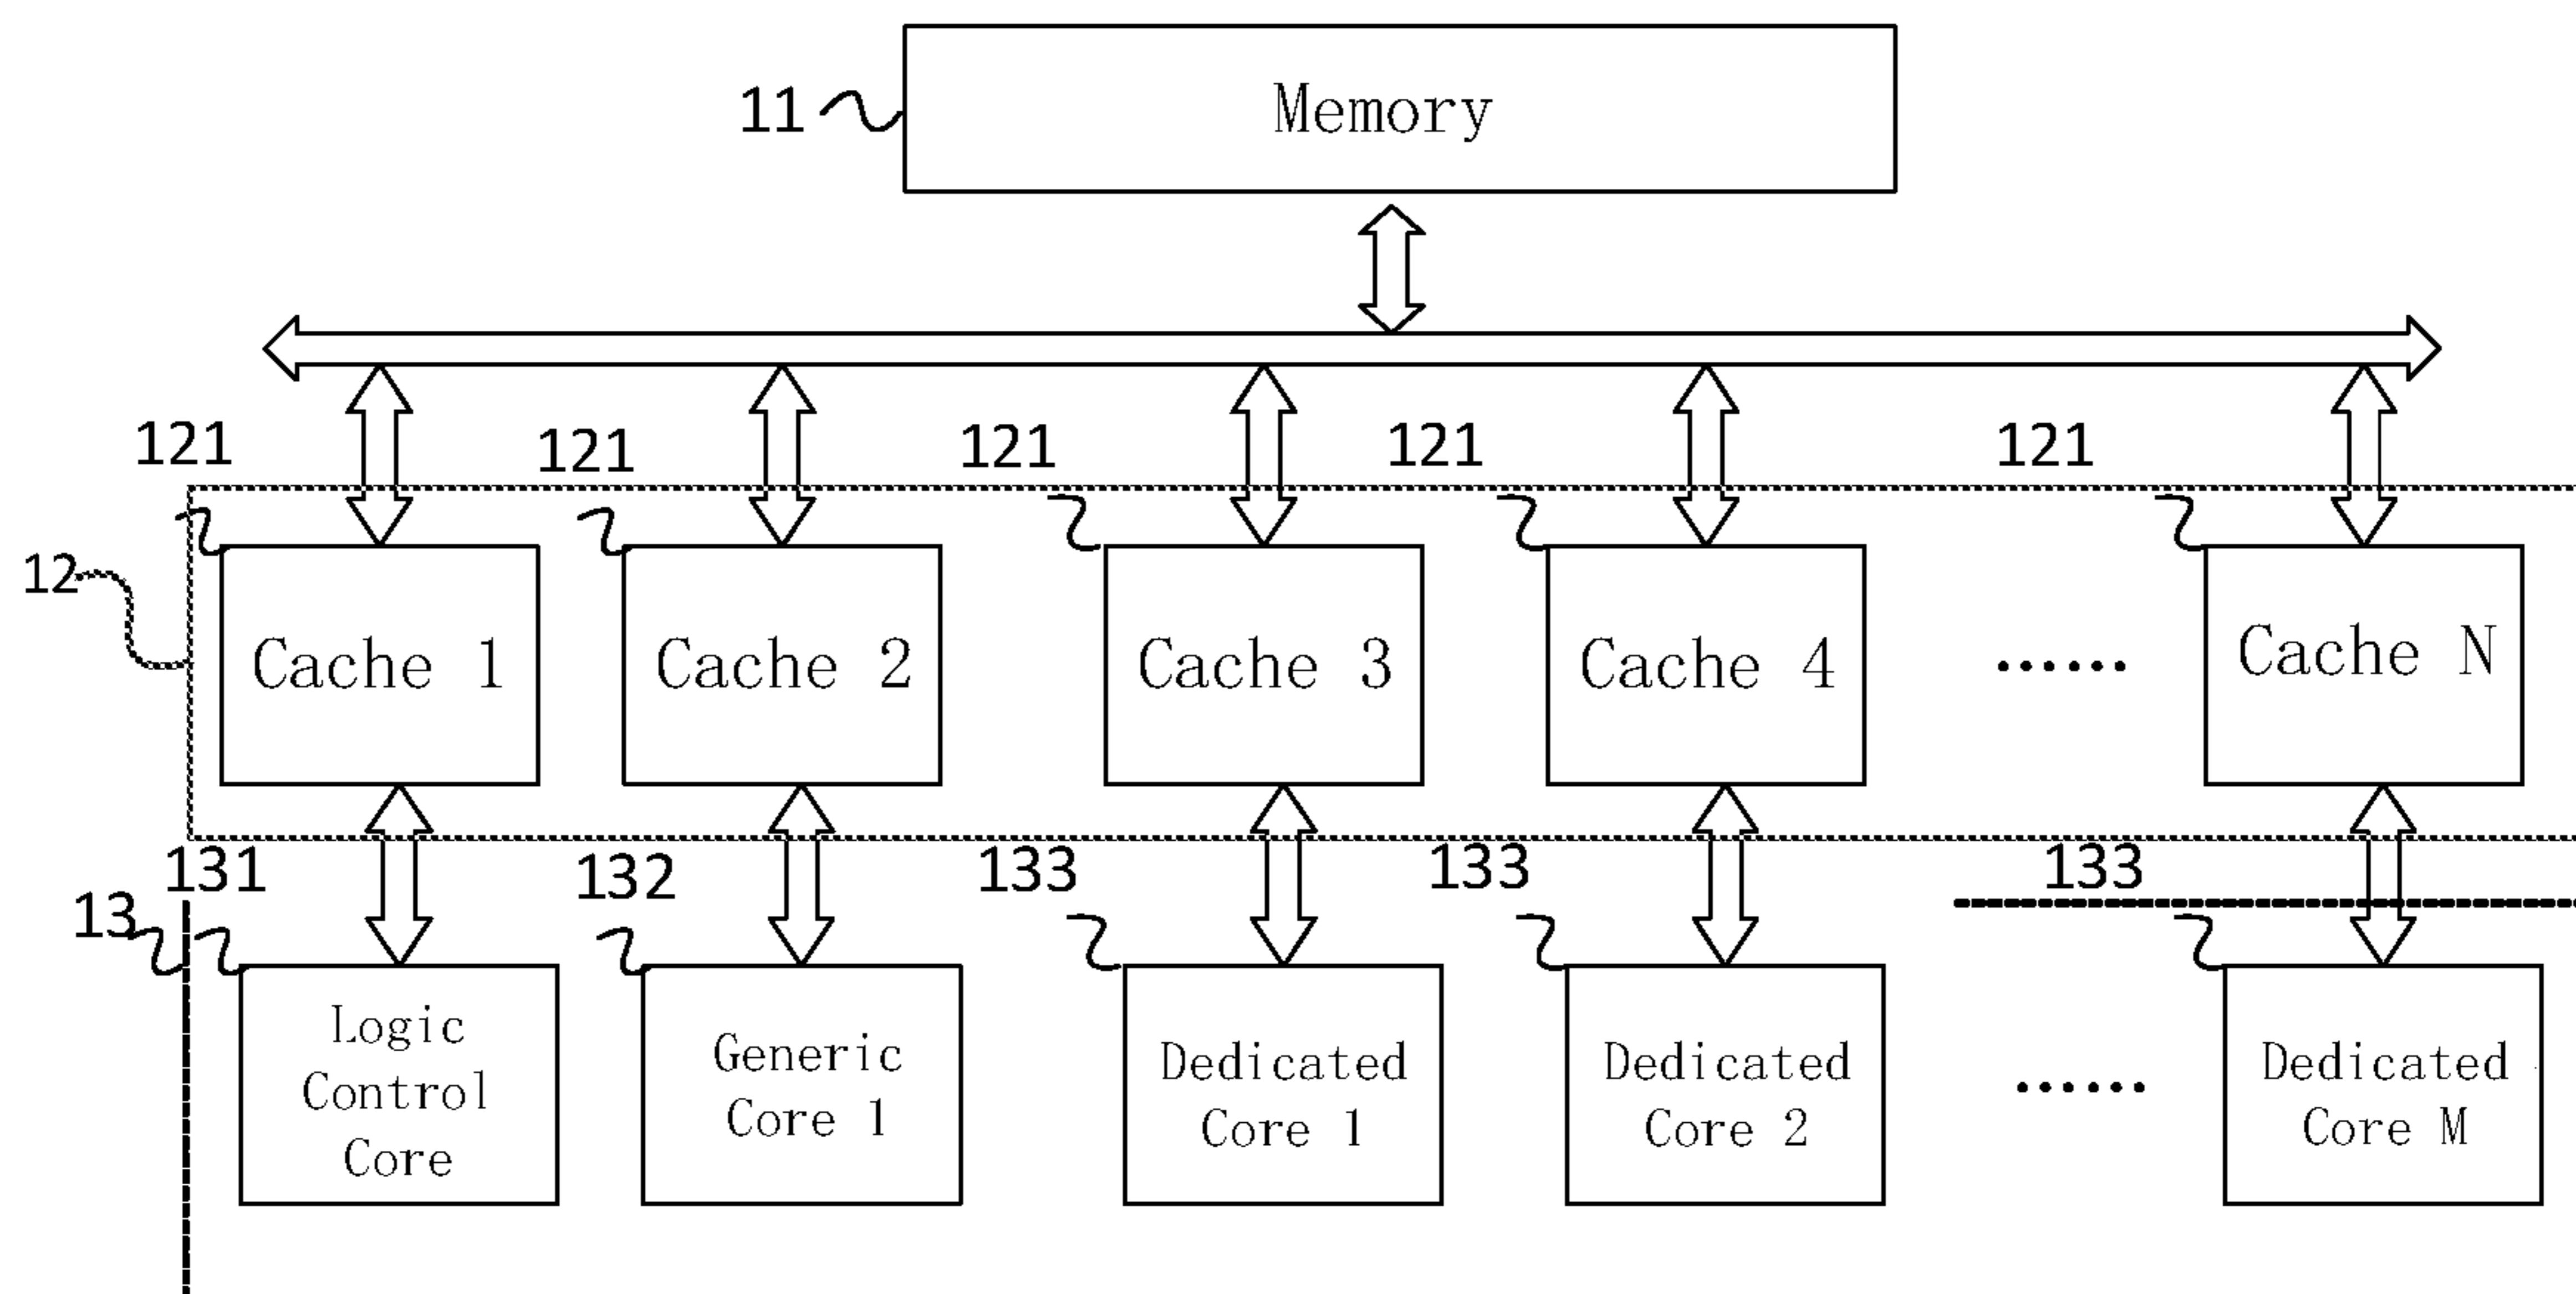 11
Memory
121
121
121
121
121
12
Cache 1
Cache 2
Cache 3
Cache 4
......
Cache N
131
132
133
133
133
13
Logic
Control
Core
Generic
Core 1
Dedicated
Core 1
Dedicated
Core 2
......
Dedicated
Core M